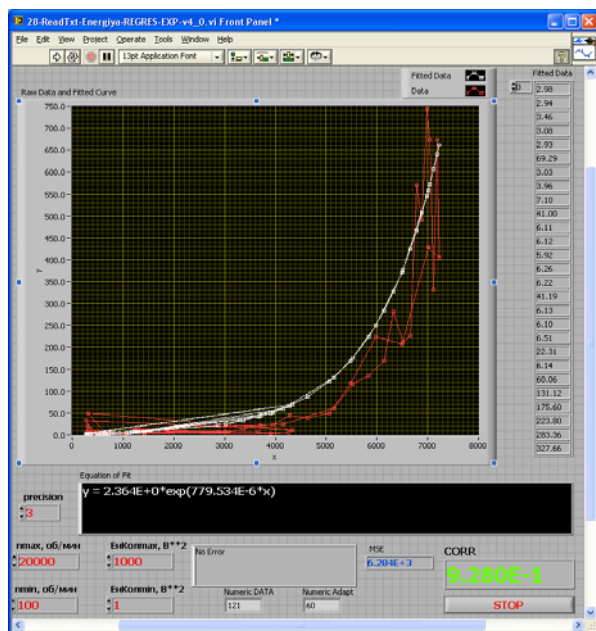 28-ReadTxt-Energiya-REGRES-EXP-v4_0.vi Front Panel *
File Edit View Project Operate Tools Window Help
13pt Application Font
Fitted Data
Data
Raw Data and Fitted Curve
750.0
700.0
650.0
600.0
550.0
500.0
450.0
400.0
350.0
300.0
250.0
200.0
150.0
100.0
50.0
0.0
y
0 1000 2000 3000 4000 5000 6000 7000 8000
x
Fitted Data
0
2.98
2.94
3.46
3.08
2.93
69.29
3.03
3.96
7.10
41.00
6.11
6.12
5.92
6.26
6.22
41.19
6.13
6.10
6.51
22.31
6.14
60.06
131.12
175.60
223.80
283.36
327.66
Equation of Fit
y = 2.364E+0*exp(779.534E-6*x)
precision
3
nmax, об/мин
20000
ЕнКолmax, В**2
1000
No Error
MSE
6.284E+3
CORR
9.280E-1
nmin, об/мин
100
ЕнКолmin, В**2
1
Numeric DATA
121
Numeric Adapt
60
STOP